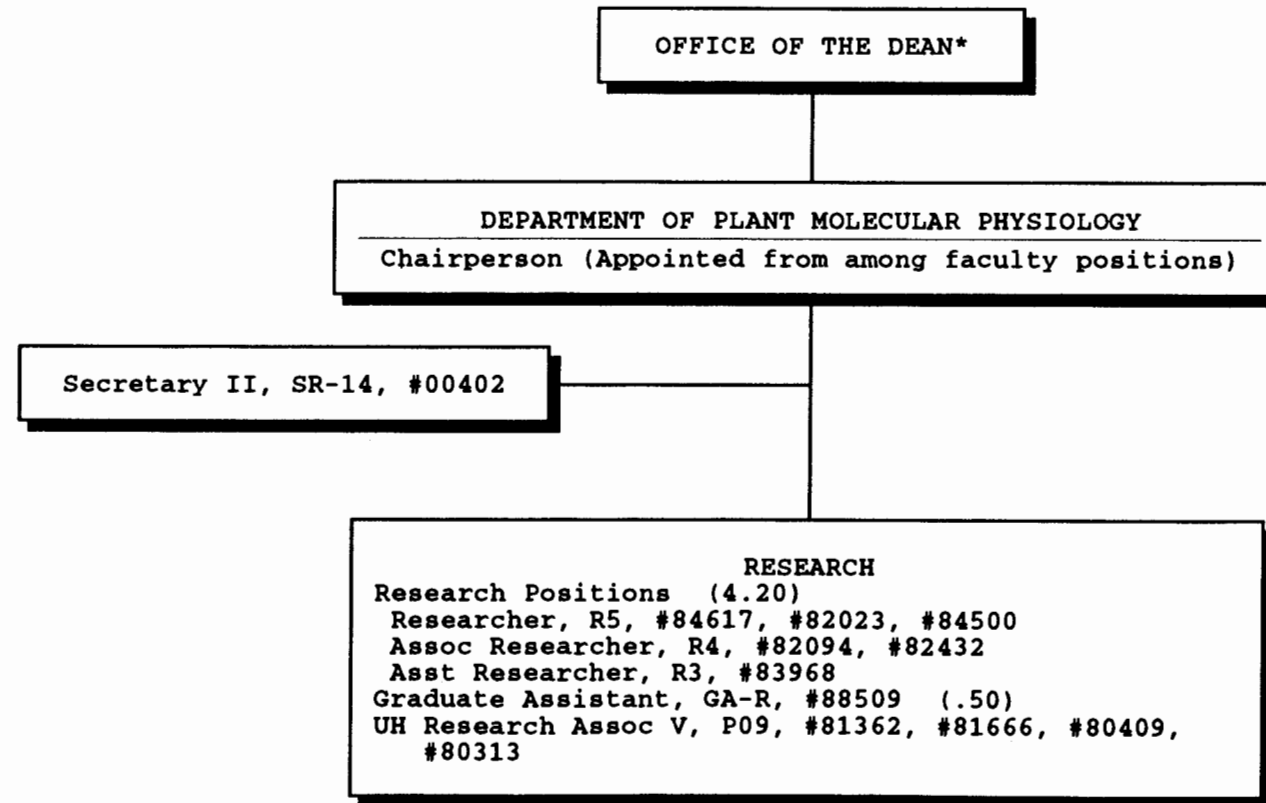 OFFICE OF THE DEAN*
DEPARTMENT OF PLANT MOLECULAR PHYSIOLOGY
Chairperson (Appointed from among faculty positions)
Secretary II, SR-14, #00402
RESEARCH
Research Positions (4.20)
Researcher, R5, #84617, #82023, #84500
Assoc Researcher, R4, #82094, #82432
Asst Researcher, R3, #83968
Graduate Assistant, GA-R, #88509 (.50)
UH Research Assoc V, P09, #81362, #81666, #80409,
#80313